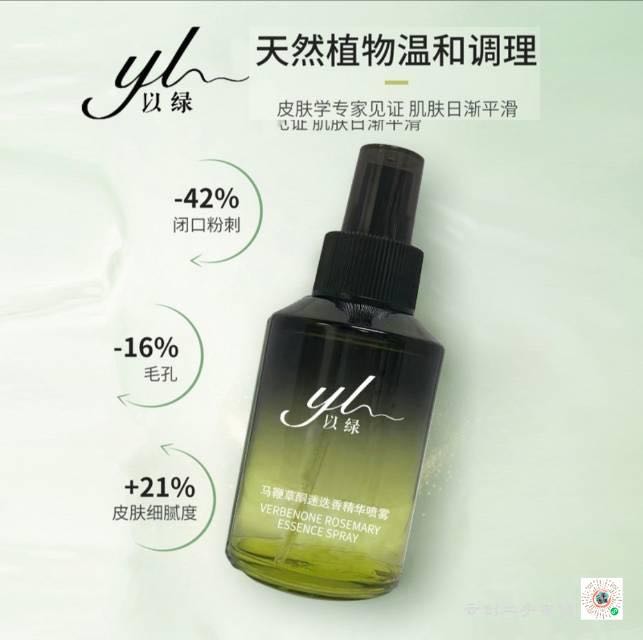 yl
以绿
天然植物温和调理
皮肤学专家见证 肌肤日渐平滑
见证 肌肤日渐平滑
-42%
闭口粉刺
-16%
毛孔
+21%
皮肤细腻度
yl
以绿
马鞭草酮迷迭香精华喷雾
VERBENONE ROSEMARY
ESSENCE SPRAY